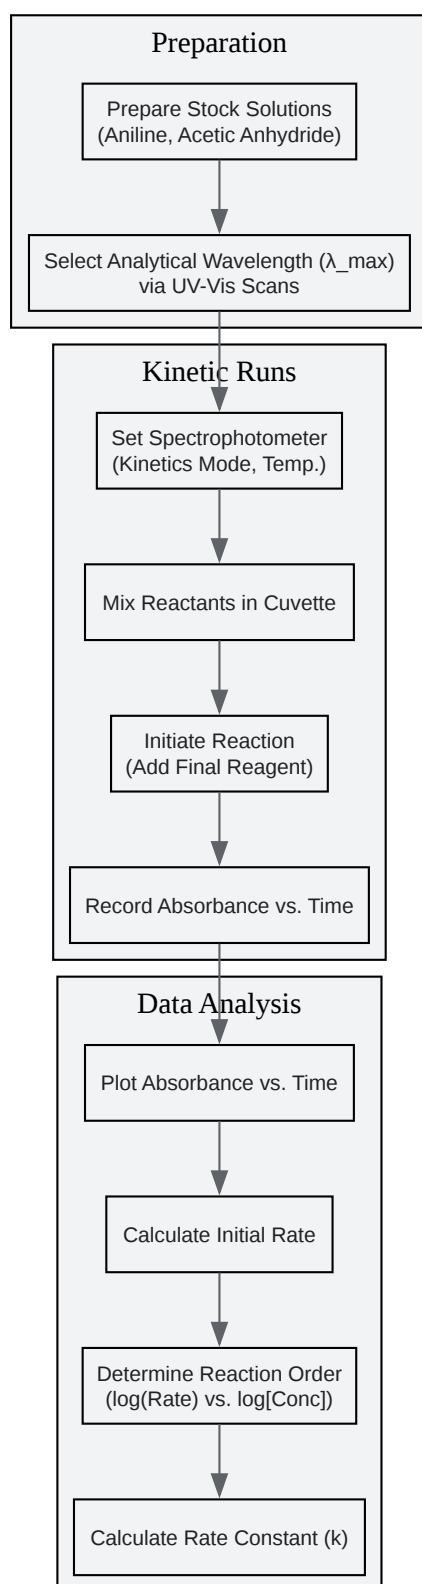 Preparation
Prepare Stock Solutions
(Aniline, Acetic Anhydride)
Select Analytical Wavelength (λ_max)
via UV-Vis Scans
Kinetic Runs
Set Spectrophotometer
(Kinetics Mode, Temp.)
Mix Reactants in Cuvette
Initiate Reaction
(Add Final Reagent)
Record Absorbance vs. Time
Data Analysis
Plot Absorbance vs. Time
Calculate Initial Rate
Determine Reaction Order
(log(Rate) vs. log[Conc])
Calculate Rate Constant (k)